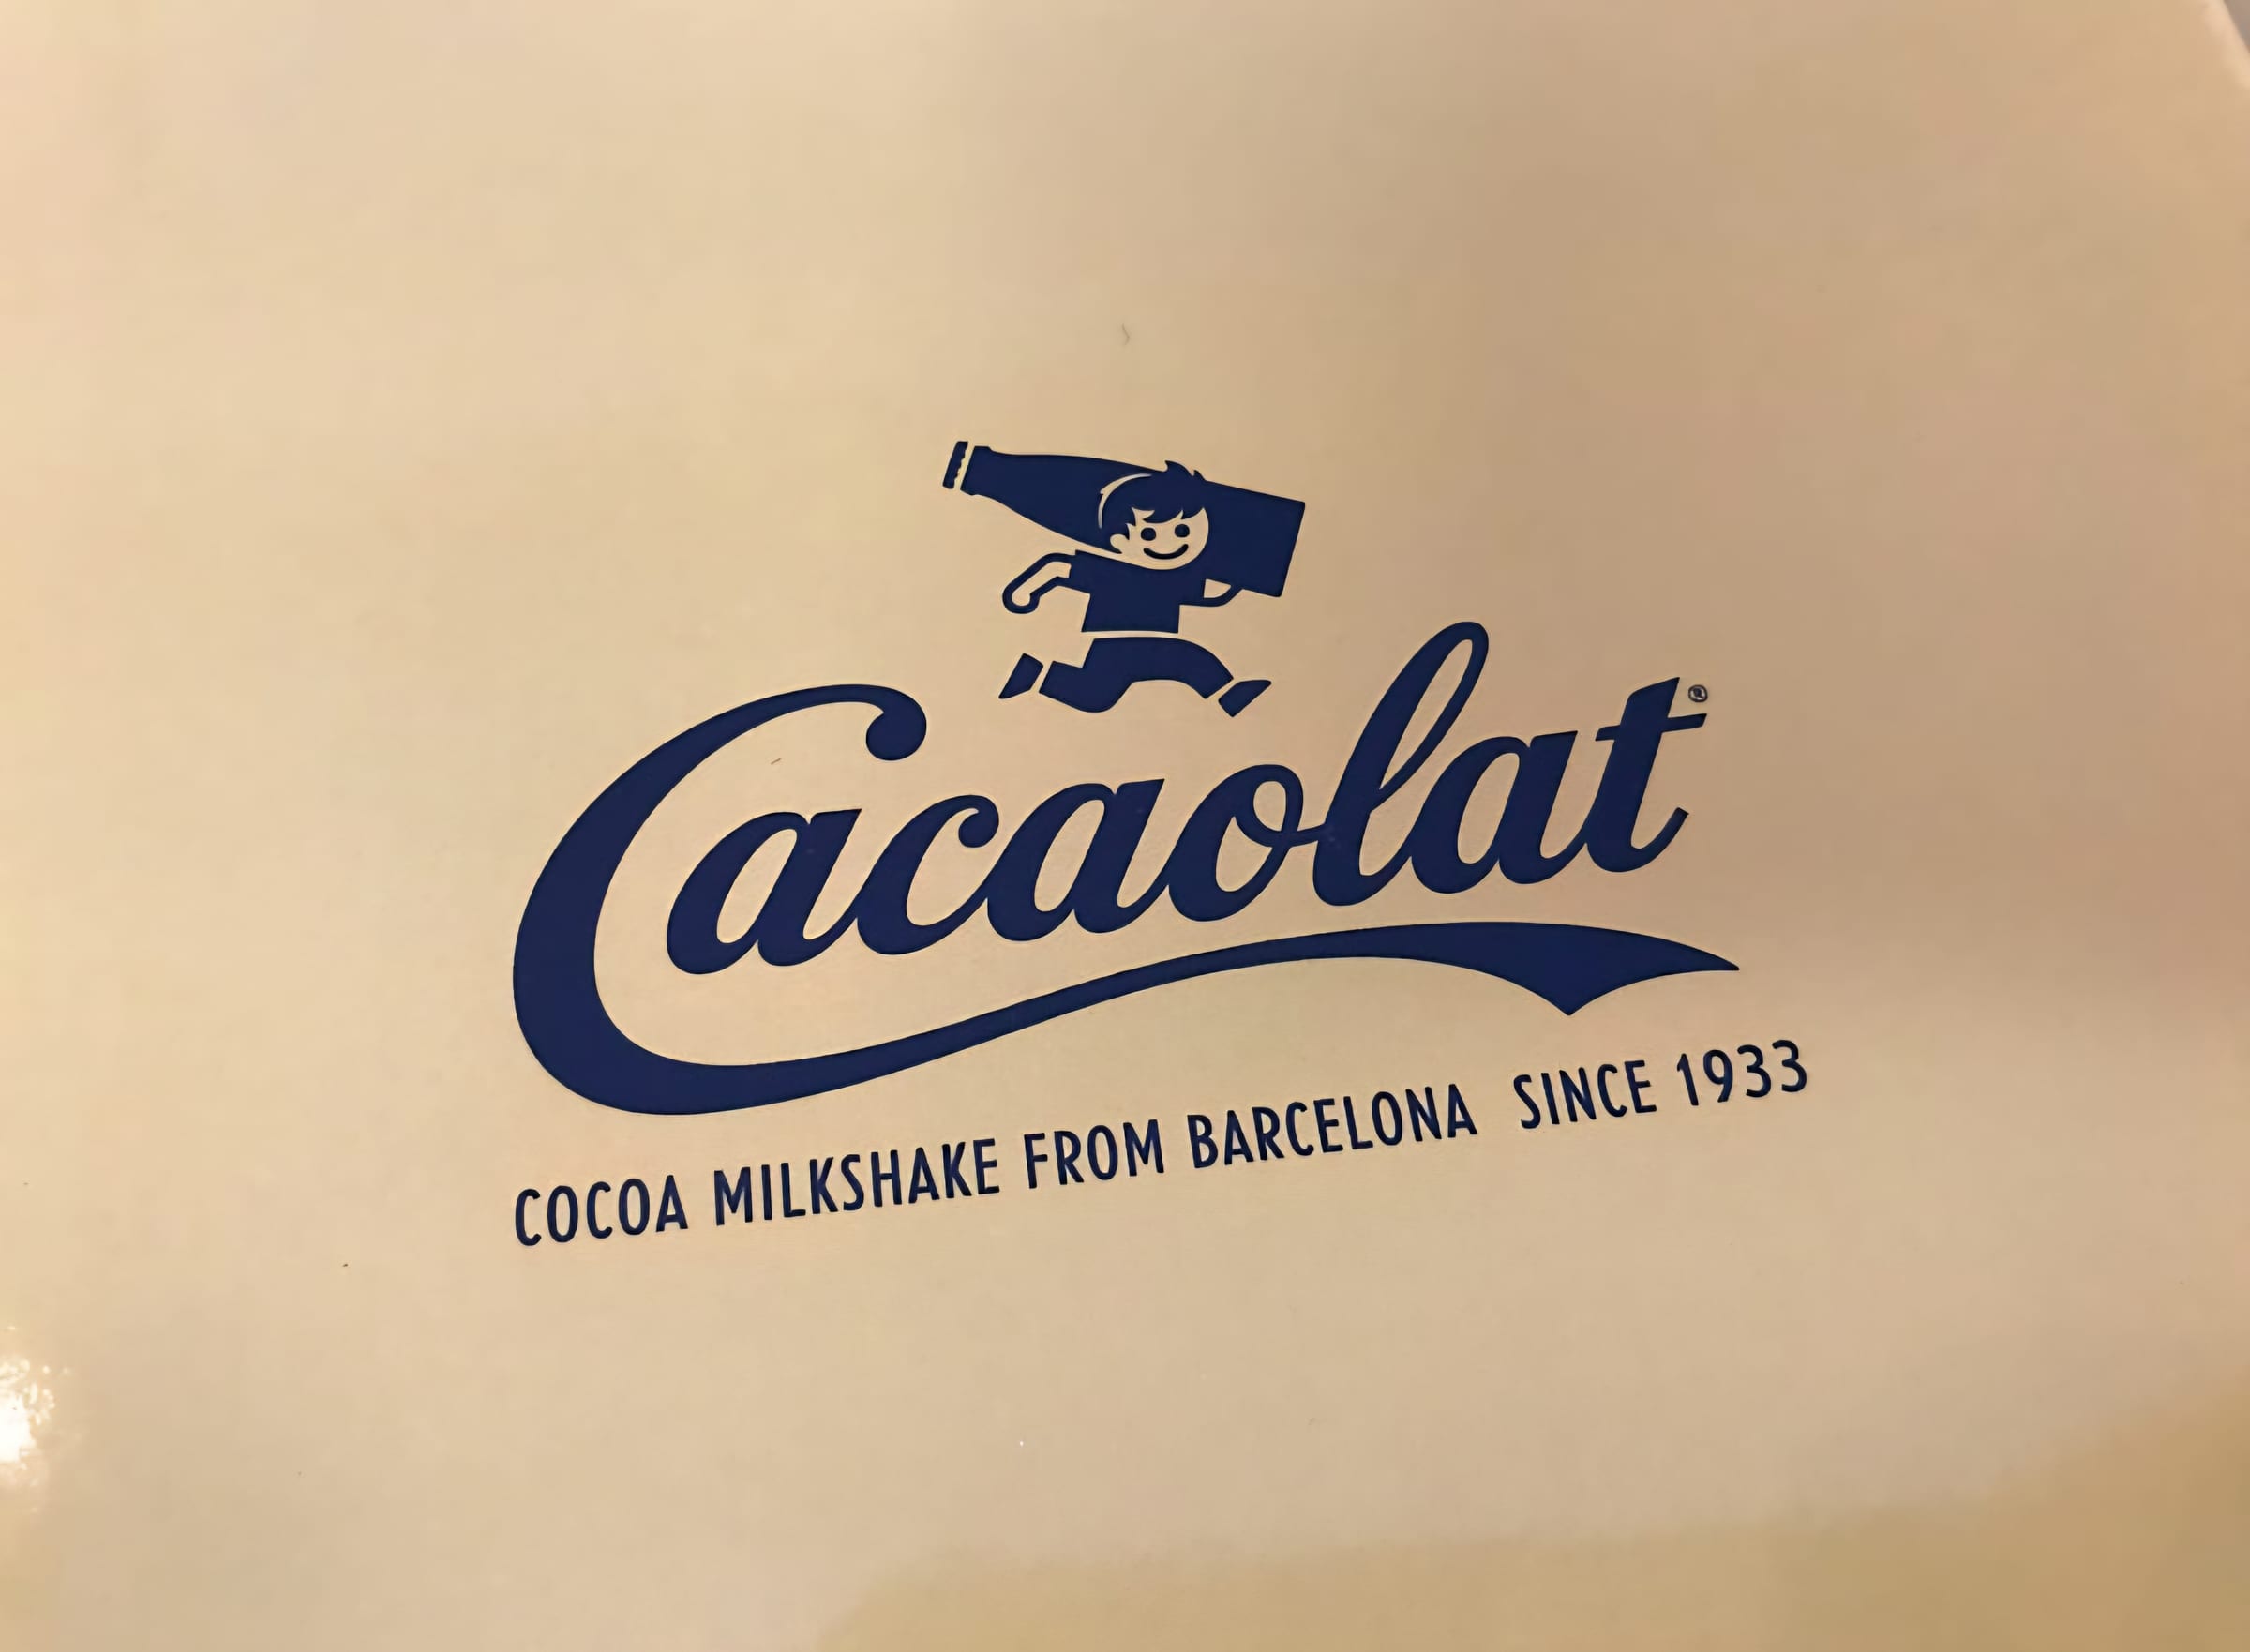 Cacaolat®
COCOA MILKSHAKE FROM BARCELONA SINCE 1933